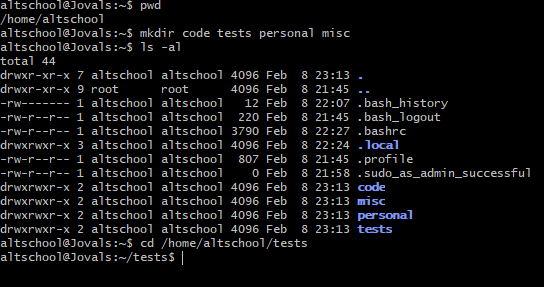 altschool@Jovals:~$ pwd
/home/altschool
altschool@Jovals:~$ mkdir code tests personal misc
altschool@Jovals:~$ ls -al
total 44
drwxr-xr-x 7 altschool altschool 4096 Feb  8 23:13 .
drwxr-xr-x 9 root      root      4096 Feb  8 21:45 ..
-rw------- 1 altschool altschool   12 Feb  8 22:07 .bash_history
-rw-r--r-- 1 altschool altschool  220 Feb  8 21:45 .bash_logout
-rw-r--r-- 1 altschool altschool 3790 Feb  8 22:27 .bashrc
drwxrwxr-x 3 altschool altschool 4096 Feb  8 22:24 .local
-rw-r--r-- 1 altschool altschool  807 Feb  8 21:45 .profile
-rw-r--r-- 1 altschool altschool    0 Feb  8 21:58 .sudo_as_admin_successful
drwxrwxr-x 2 altschool altschool 4096 Feb  8 23:13 code
drwxrwxr-x 2 altschool altschool 4096 Feb  8 23:13 misc
drwxrwxr-x 2 altschool altschool 4096 Feb  8 23:13 personal
drwxrwxr-x 2 altschool altschool 4096 Feb  8 23:13 tests
altschool@Jovals:~$ cd /home/altschool/tests
altschool@Jovals:~/tests$